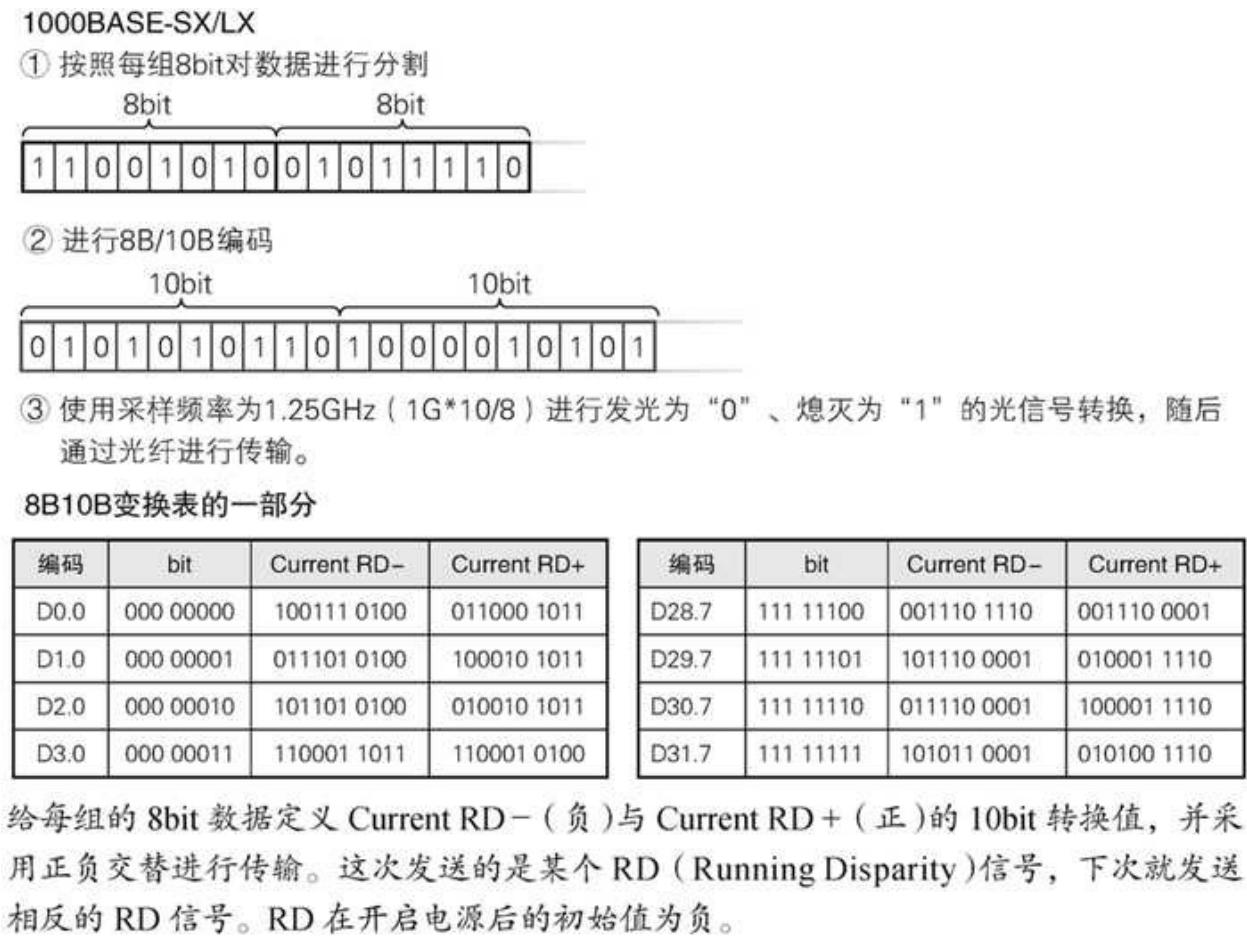 1000BASE-SX/LX
① 按照每组8bit对数据进行分割
8bit 8bit
1 1 0 0 1 0 1 0 0 1 0 1 1 1 1 0
② 进行8B/10B编码
10bit 10bit
0 1 0 1 0 1 0 1 1 0 1 0 0 0 0 1 0 1 0 1
③ 使用采样频率为1.25GHz（1G*10/8）进行发光为“0”、熄灭为“1”的光信号转换，随后
通过光纤进行传输。
8B10B变换表的一部分
编码 bit Current RD− Current RD+
D0.0 000 00000 100111 0100 011000 1011
D1.0 000 00001 011101 0100 100010 1011
D2.0 000 00010 101101 0100 010010 1011
D3.0 000 00011 110001 1011 110001 0100
编码 bit Current RD− Current RD+
D28.7 111 11100 001110 1110 001110 0001
D29.7 111 11101 101110 0001 010001 1110
D30.7 111 11110 011110 0001 100001 1110
D31.7 111 11111 101011 0001 010100 1110
给每组的 8bit 数据定义 Current RD−（负）与 Current RD+（正）的 10bit 转换值，并采
用正负交替进行传输。这次发送的是某个 RD（Running Disparity）信号，下次就发送
相反的 RD 信号。RD 在开启电源后的初始值为负。